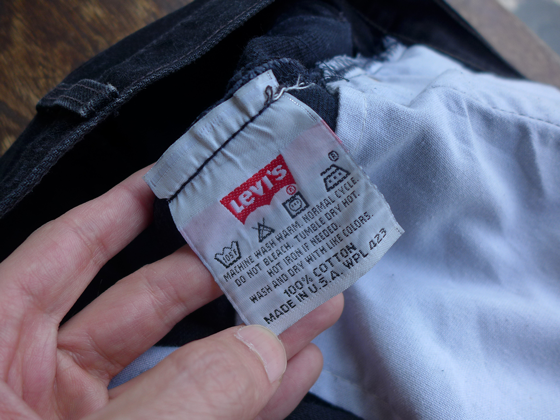 Levi's
®
105°
MACHINE WASH WARM, NORMAL CYCLE.
DO NOT BLEACH. TUMBLE DRY HOT.
HOT IRON IF NEEDED.
WASH AND DRY WITH LIKE COLORS.
100% COTTON
MADE IN U.S.A. WPL 423